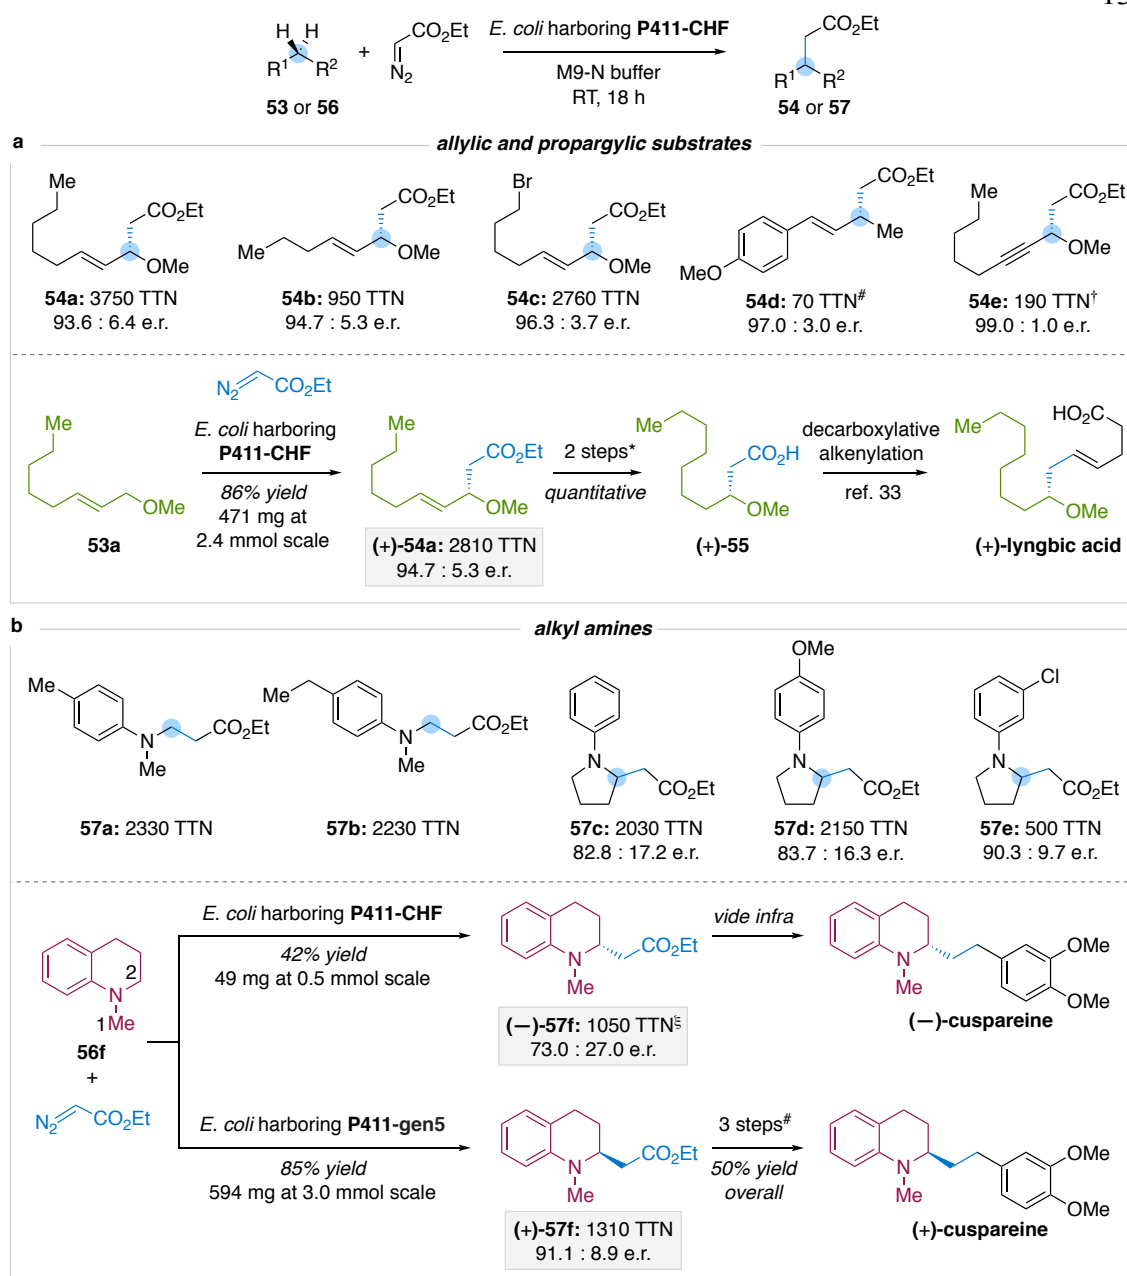 H H
R¹ R²
53 or 56
+
CO₂Et
N₂
E. coli harboring P411-CHF
M9-N buffer
RT, 18 h
CO₂Et
R¹ R²
54 or 57
a
allylic and propargylic substrates
Me
CO₂Et
OMe
54a: 3750 TTN
93.6 : 6.4 e.r.
CO₂Et
Me
OMe
54b: 950 TTN
94.7 : 5.3 e.r.
Br
CO₂Et
OMe
54c: 2760 TTN
96.3 : 3.7 e.r.
CO₂Et
Me
MeO
54d: 70 TTN#
97.0 : 3.0 e.r.
Me
CO₂Et
OMe
54e: 190 TTN†
99.0 : 1.0 e.r.
Me
OMe
53a
N₂
CO₂Et
E. coli harboring
P411-CHF
86% yield
471 mg at
2.4 mmol scale
Me
CO₂Et
OMe
(+)-54a: 2810 TTN
94.7 : 5.3 e.r.
2 steps*
quantitative
Me
CO₂H
OMe
(+)-55
decarboxylative
alkenylation
ref. 33
HO₂C
Me
OMe
(+)-lyngbic acid
b
alkyl amines
Me
N
Me
CO₂Et
57a: 2330 TTN
Me
N
Me
CO₂Et
57b: 2230 TTN
N
CO₂Et
57c: 2030 TTN
82.8 : 17.2 e.r.
OMe
N
CO₂Et
57d: 2150 TTN
83.7 : 16.3 e.r.
Cl
N
CO₂Et
57e: 500 TTN
90.3 : 9.7 e.r.
2
N
1 Me
56f
+
N₂
CO₂Et
E. coli harboring P411-CHF
42% yield
49 mg at 0.5 mmol scale
N
Me
CO₂Et
(—)-57f: 1050 TTNξ
73.0 : 27.0 e.r.
vide infra
N
Me
OMe
OMe
(—)-cuspareine
E. coli harboring P411-gen5
85% yield
594 mg at 3.0 mmol scale
N
Me
CO₂Et
(+)-57f: 1310 TTN
91.1 : 8.9 e.r.
3 steps#
50% yield
overall
N
Me
OMe
OMe
(+)-cuspareine